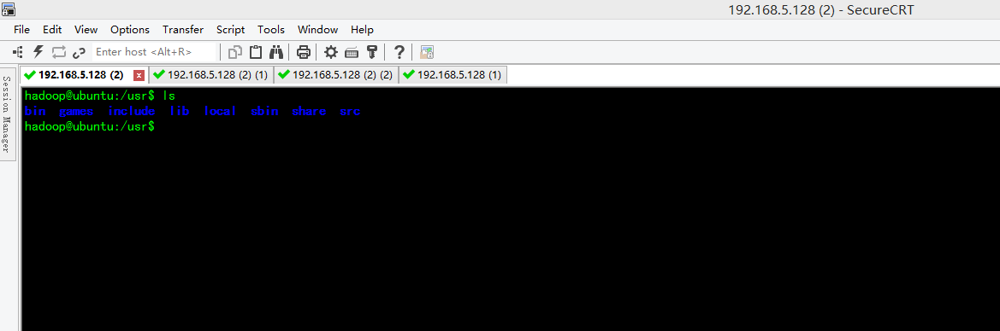 192.168.5.128 (2) - SecureCRT
File Edit View Options Transfer Script Tools Window Help
Enter host <Alt+R>
192.168.5.128 (2) 192.168.5.128 (2) (1) 192.168.5.128 (2) (2) 192.168.5.128 (1)
Session Manager
hadoop@ubuntu:/usr$ ls
bin games include lib local sbin share src
hadoop@ubuntu:/usr$